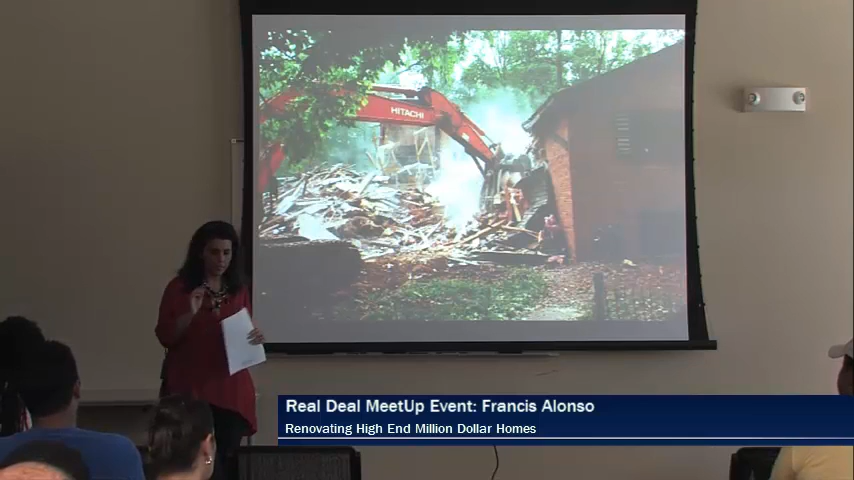 HITACHI
Real Deal MeetUp Event: Francis Alonso
Renovating High End Million Dollar Homes